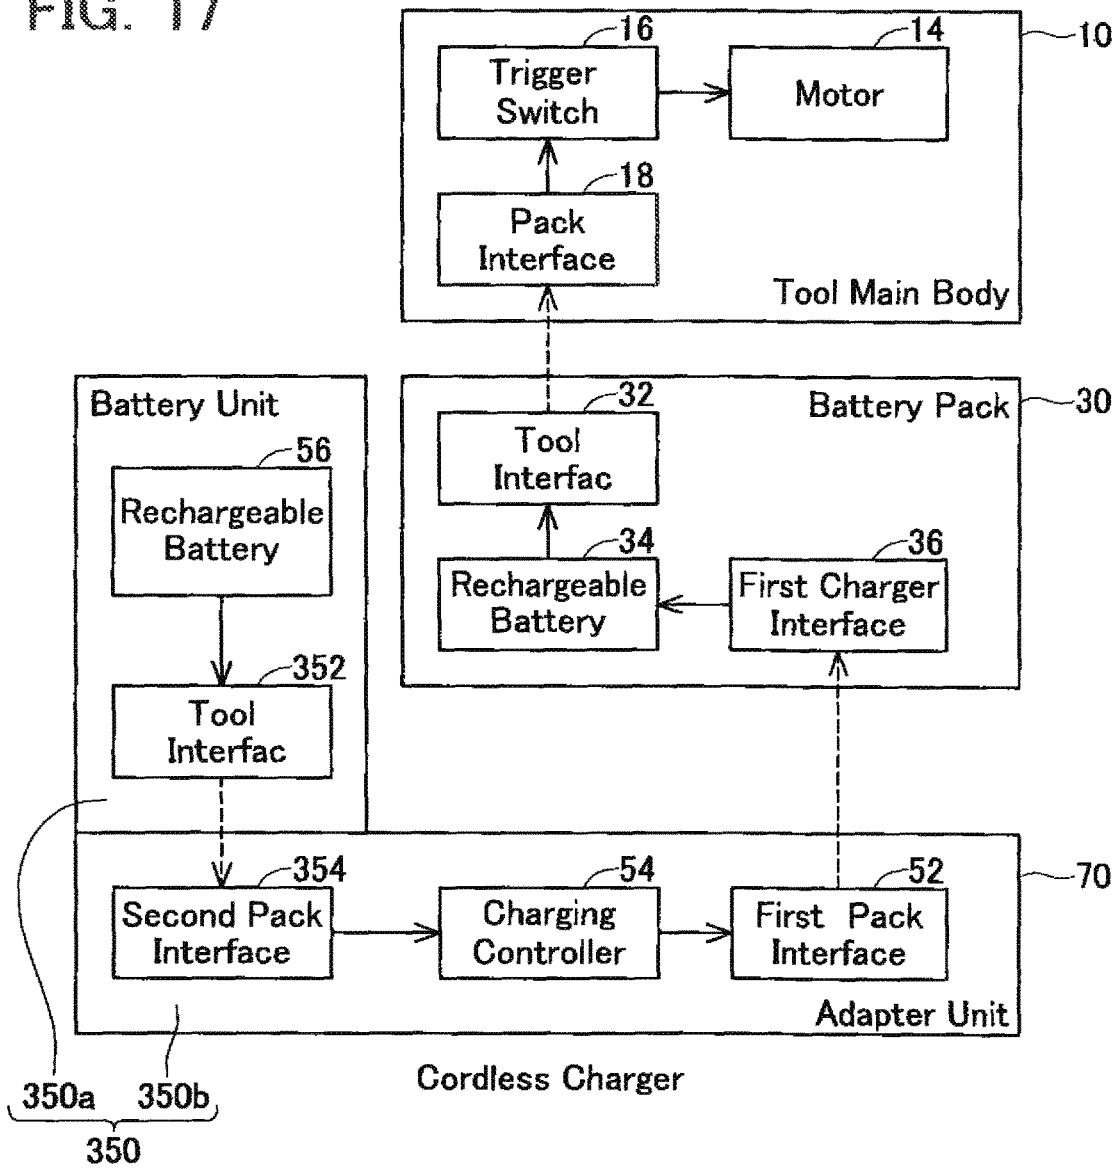 FIG. 17
10
16
14
Trigger
Switch
Motor
18
Pack
Interface
Tool Main Body
Battery Unit
32
Battery Pack
30
56
Tool
Interfac
Rechargeable
Battery
34
36
Rechargeable
Battery
First Charger
Interface
352
Tool
Interfac
354
54
52
70
Second Pack
Interface
Charging
Controller
First Pack
Interface
Adapter Unit
Cordless Charger
350a 350b
350